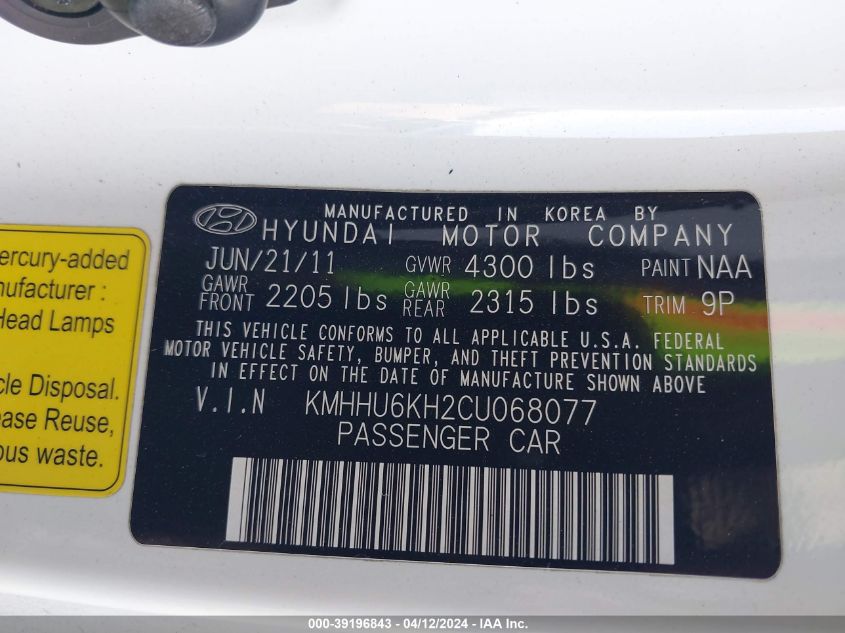 MANUFACTURED IN KOREA BY
HYUNDAI MOTOR COMPANY
JUN/21/11 GVWR 4300 lbs PAINT NAA
GAWR FRONT 2205 lbs GAWR REAR 2315 lbs TRIM 9P
THIS VEHICLE CONFORMS TO ALL APPLICABLE U.S.A. FEDERAL
MOTOR VEHICLE SAFETY, BUMPER, AND THEFT PREVENTION STANDARDS
IN EFFECT ON THE DATE OF MANUFACTURE SHOWN ABOVE
V.I.N KMHHU6KH2CU068077
PASSENGER CAR
ercury-added
nufacturer :
Head Lamps
cle Disposal.
ease Reuse,
ous waste.
000-39196843 - 04/12/2024 - IAA Inc.